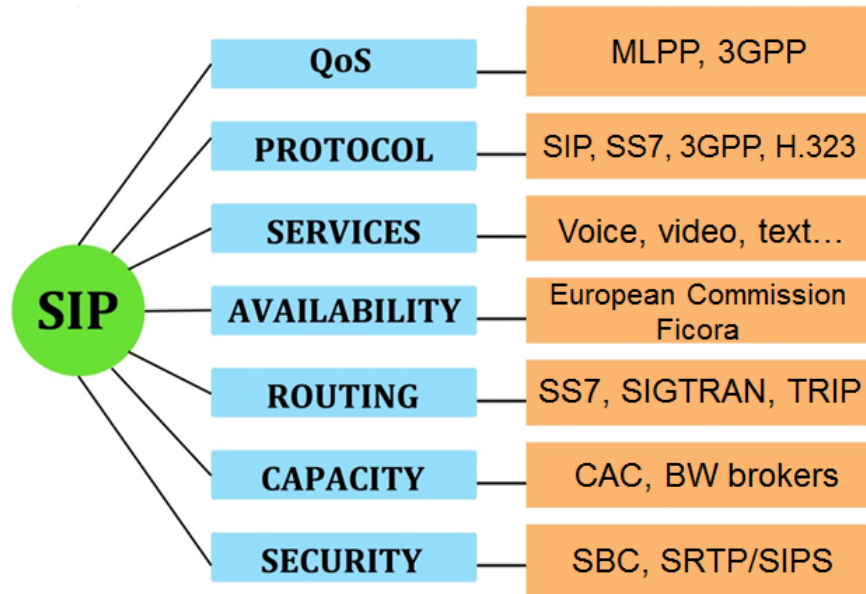 QoS
MLPP, 3GPP
PROTOCOL
SIP, SS7, 3GPP, H.323
SERVICES
Voice, video, text…
SIP
AVAILABILITY
European Commission
Ficora
ROUTING
SS7, SIGTRAN, TRIP
CAPACITY
CAC, BW brokers
SECURITY
SBC, SRTP/SIPS